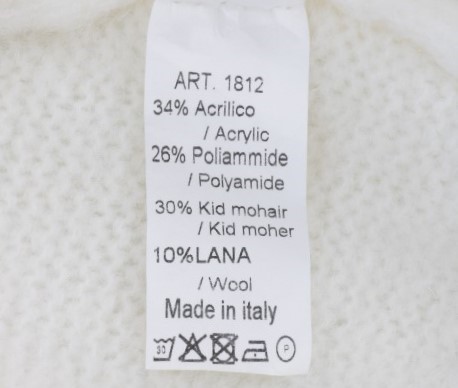 ART. 1812
34% Acrilico
/ Acrylic
26% Poliammide
/ Polyamide
30% Kid mohair
/ Kid moher
10%LANA
/ Wool
Made in italy
30 P